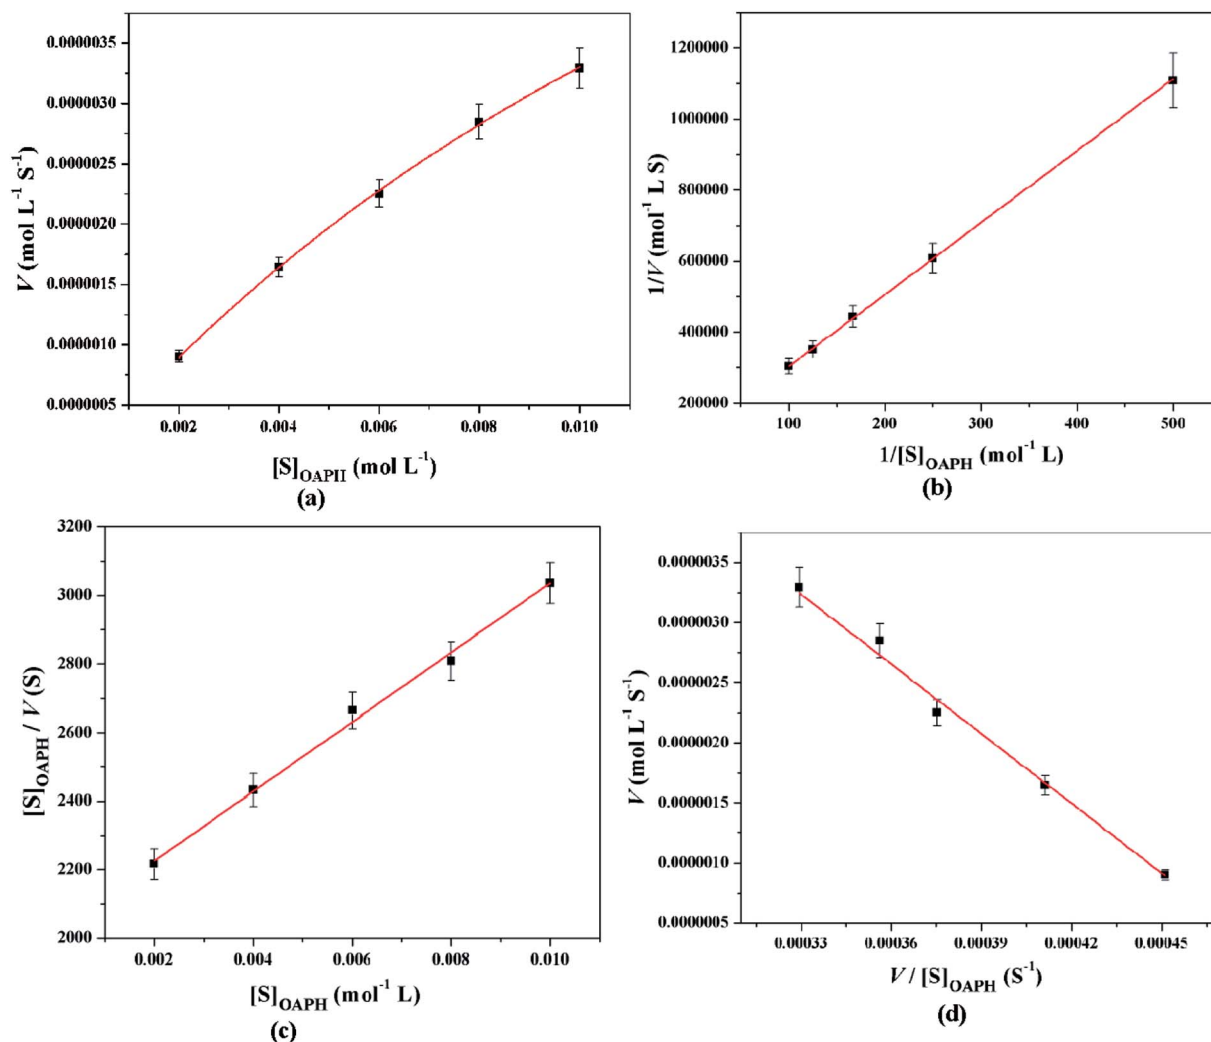 0.0000035
0.0000030
0.0000025
0.0000020
0.0000015
0.0000010
0.0000005
V (mol L⁻¹ S⁻¹)
0.002 0.004 0.006 0.008 0.010
[S]OAPH (mol L⁻¹)
(a)
1200000
1000000
800000
600000
400000
200000
1/V (mol⁻¹ L S)
100 200 300 400 500
1/[S]OAPH (mol⁻¹ L)
(b)
3200
3000
2800
2600
2400
2200
2000
[S]OAPH / V (S)
0.002 0.004 0.006 0.008 0.010
[S]OAPH (mol⁻¹ L)
(c)
0.0000035
0.0000030
0.0000025
0.0000020
0.0000015
0.0000010
0.0000005
V (mol L⁻¹ S⁻¹)
0.00033 0.00036 0.00039 0.00042 0.00045
V / [S]OAPH (S⁻¹)
(d)